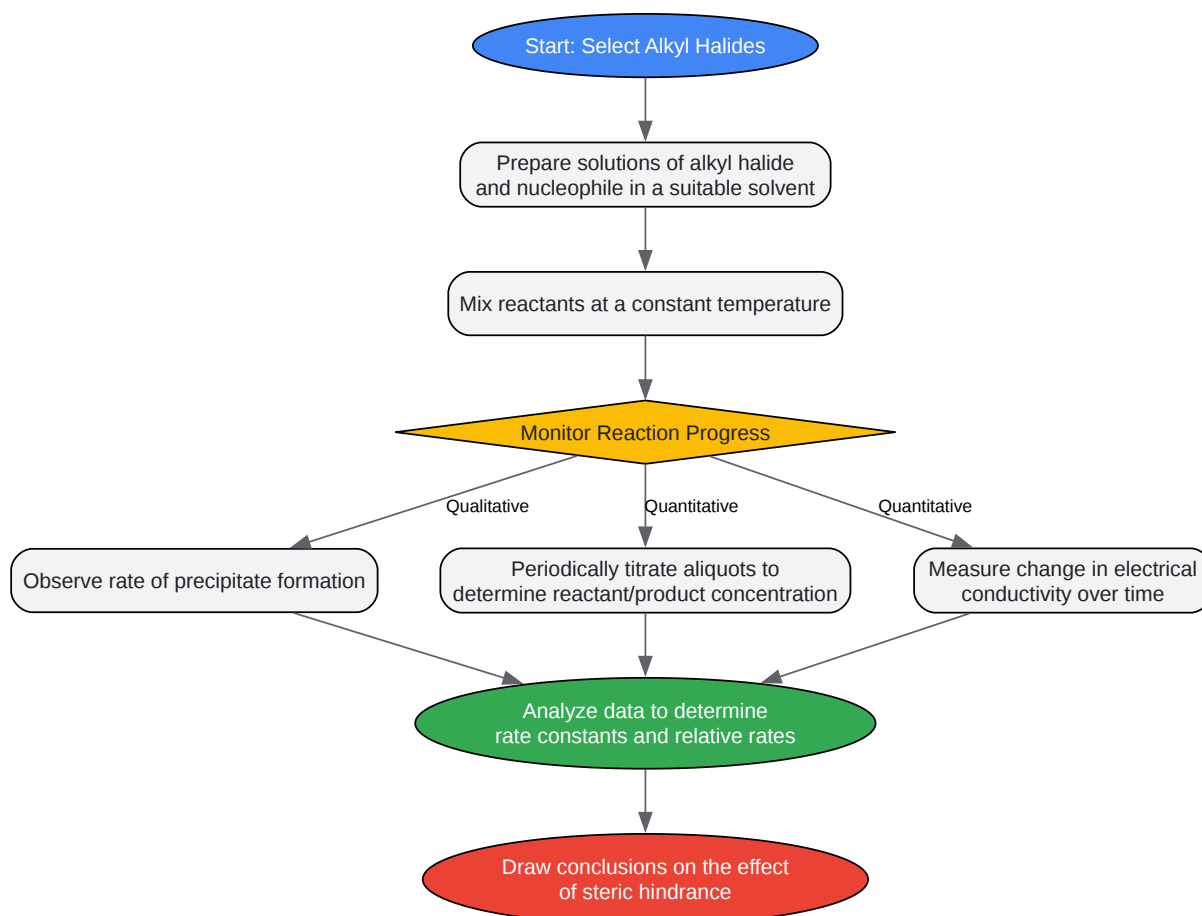 Start: Select Alkyl Halides
Prepare solutions of alkyl halide
and nucleophile in a suitable solvent
Mix reactants at a constant temperature
Monitor Reaction Progress
Qualitative
Quantitative
Quantitative
Observe rate of precipitate formation
Periodically titrate aliquots to
determine reactant/product concentration
Measure change in electrical
conductivity over time
Analyze data to determine
rate constants and relative rates
Draw conclusions on the effect
of steric hindrance